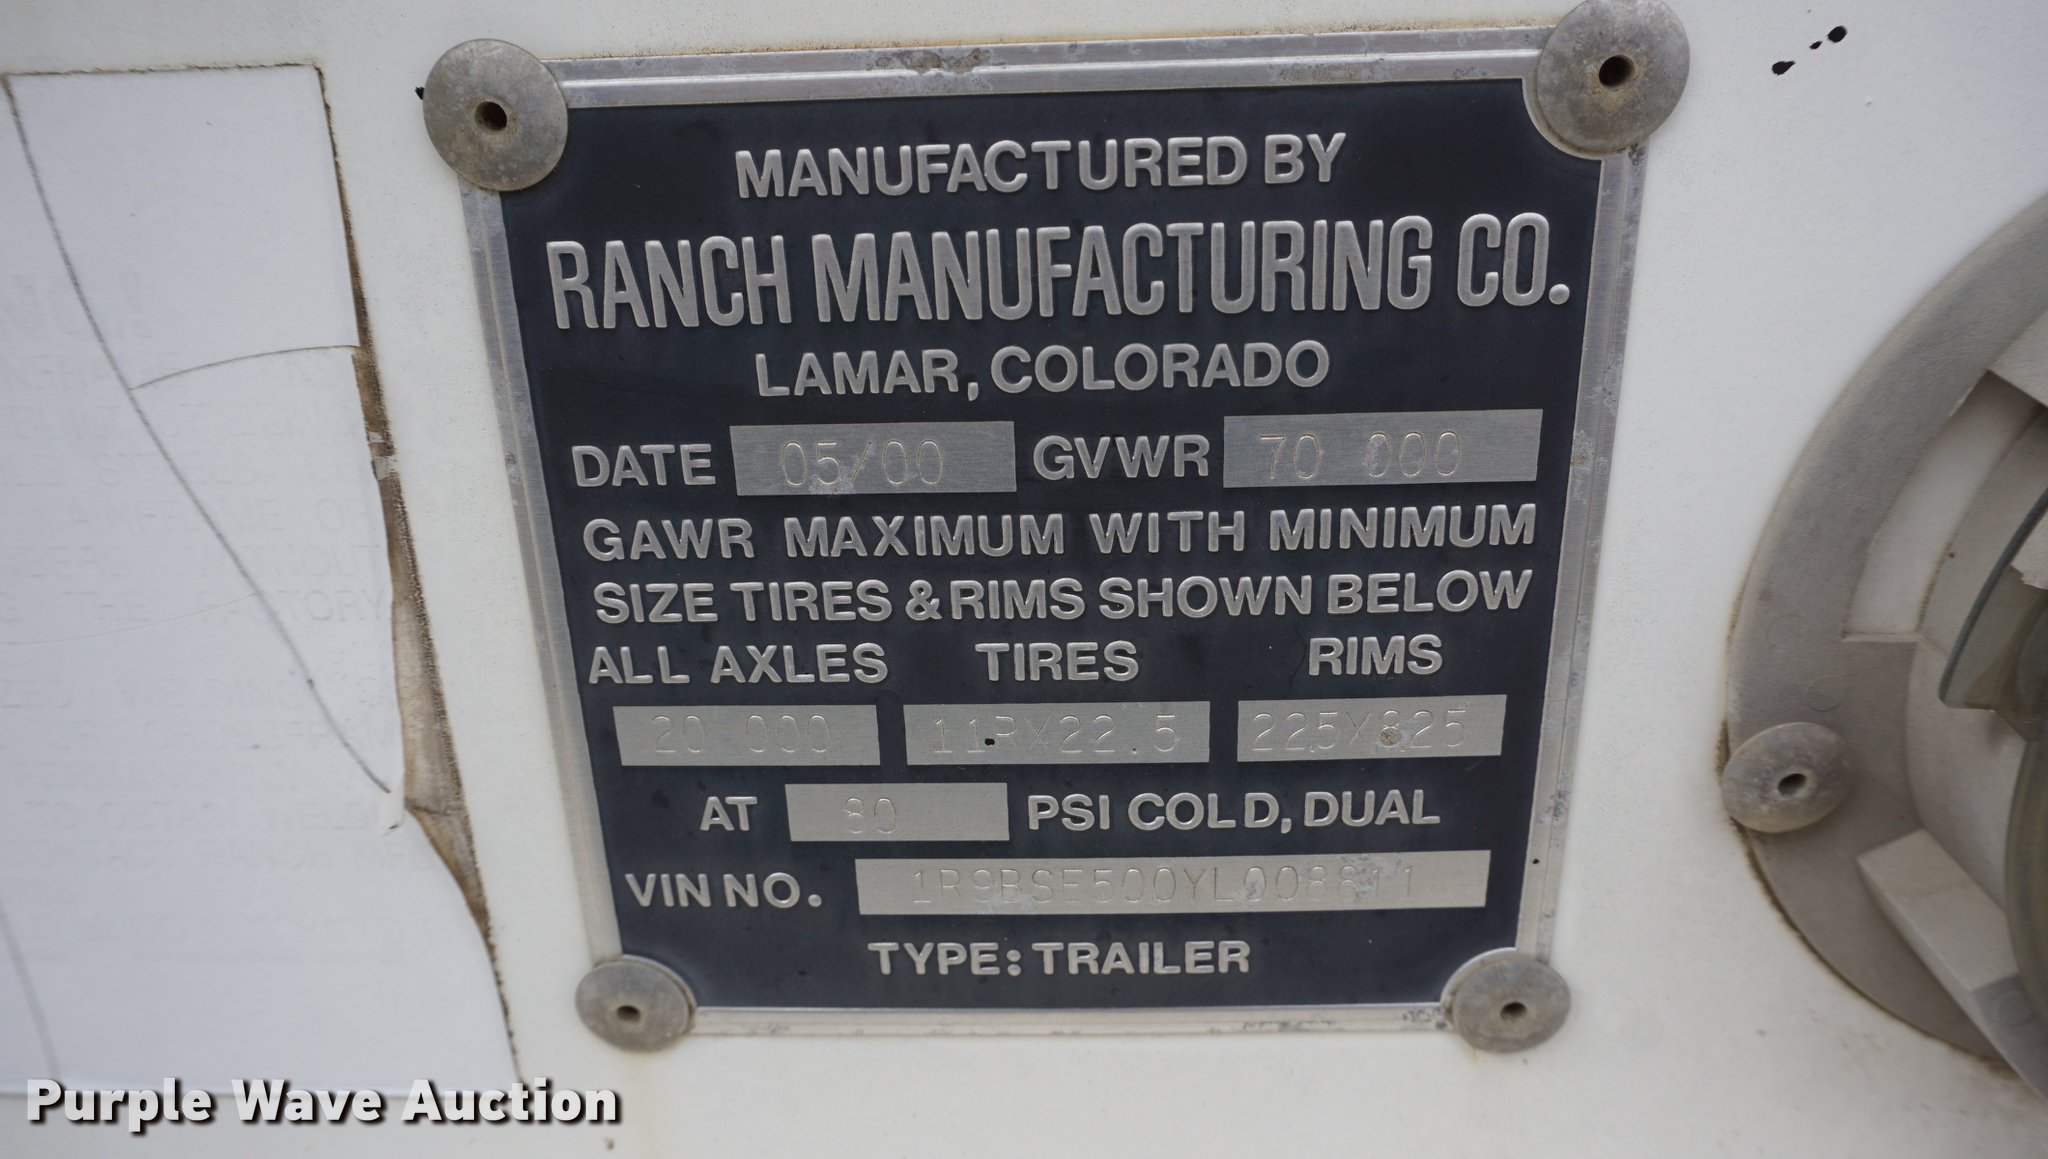 MANUFACTURED BY
RANCH MANUFACTURING CO.
LAMAR, COLORADO
DATE 05/00 GVWR 70 000
GAWR MAXIMUM WITH MINIMUM
SIZE TIRES & RIMS SHOWN BELOW
ALL AXLES TIRES RIMS
20 000 11RX22.5 225X825
AT 80 PSI COLD, DUAL
VIN NO. 1R9BSE500YL008811
TYPE: TRAILER
Purple Wave Auction